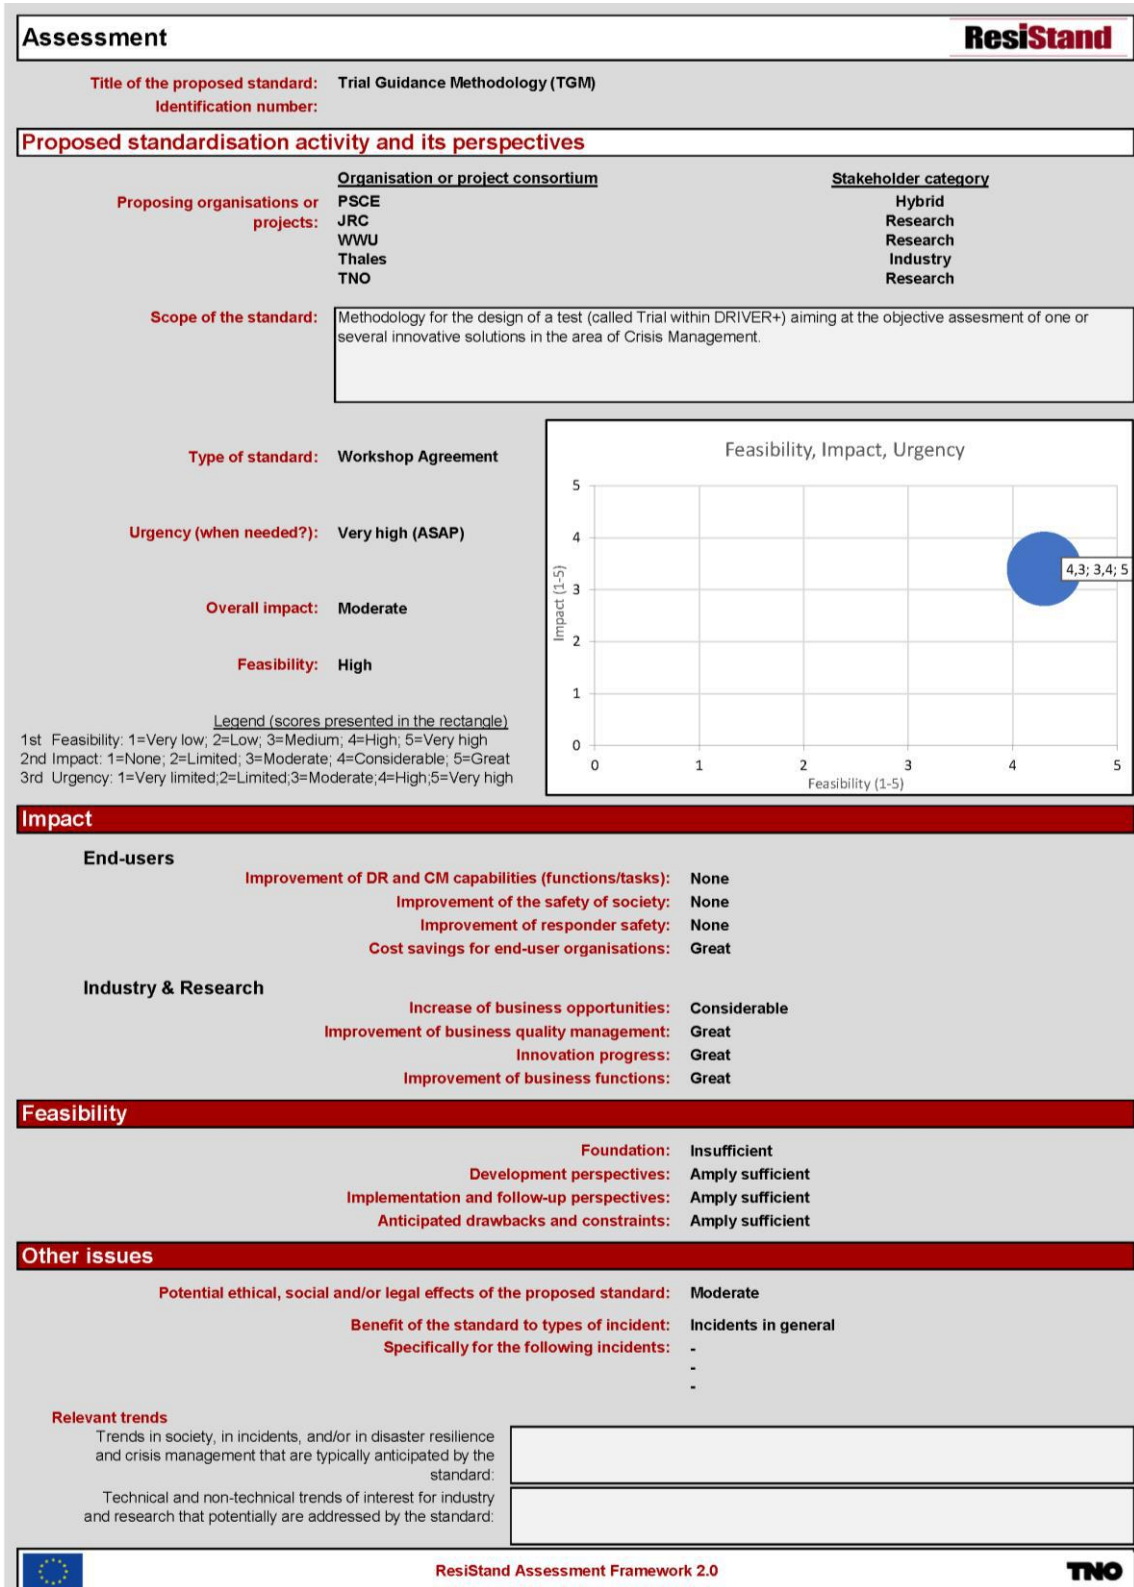 Assessment
ResiStand
Title of the proposed standard: Trial Guidance Methodology (TGM)
Identification number:
Proposed standardisation activity and its perspectives
Organisation or project consortium Stakeholder category
Proposing organisations or projects:
PSCE Hybrid
JRC Research
WWU Research
Thales Industry
TNO Research
Scope of the standard:
Methodology for the design of a test (called Trial within DRIVER+) aiming at the objective assesment of one or
several innovative solutions in the area of Crisis Management.
Type of standard: Workshop Agreement
Urgency (when needed?): Very high (ASAP)
Overall impact: Moderate
Feasibility: High
Legend (scores presented in the rectangle)
1st Feasibility: 1=Very low; 2=Low; 3=Medium; 4=High; 5=Very high
2nd Impact: 1=None; 2=Limited; 3=Moderate; 4=Considerable; 5=Great
3rd Urgency: 1=Very limited;2=Limited;3=Moderate;4=High;5=Very high
Feasibility, Impact, Urgency
5
4
3
2
1
0
Impact (1-5)
4,3; 3,4; 5
0 1 2 3 4 5
Feasibility (1-5)
Impact
End-users
Improvement of DR and CM capabilities (functions/tasks): None
Improvement of the safety of society: None
Improvement of responder safety: None
Cost savings for end-user organisations: Great
Industry & Research
Increase of business opportunities: Considerable
Improvement of business quality management: Great
Innovation progress: Great
Improvement of business functions: Great
Feasibility
Foundation: Insufficient
Development perspectives: Amply sufficient
Implementation and follow-up perspectives: Amply sufficient
Anticipated drawbacks and constraints: Amply sufficient
Other issues
Potential ethical, social and/or legal effects of the proposed standard: Moderate
Benefit of the standard to types of incident: Incidents in general
Specifically for the following incidents: -
-
-
Relevant trends
Trends in society, in incidents, and/or in disaster resilience
and crisis management that are typically anticipated by the
standard:
Technical and non-technical trends of interest for industry
and research that potentially are addressed by the standard:
ResiStand Assessment Framework 2.0
TNO